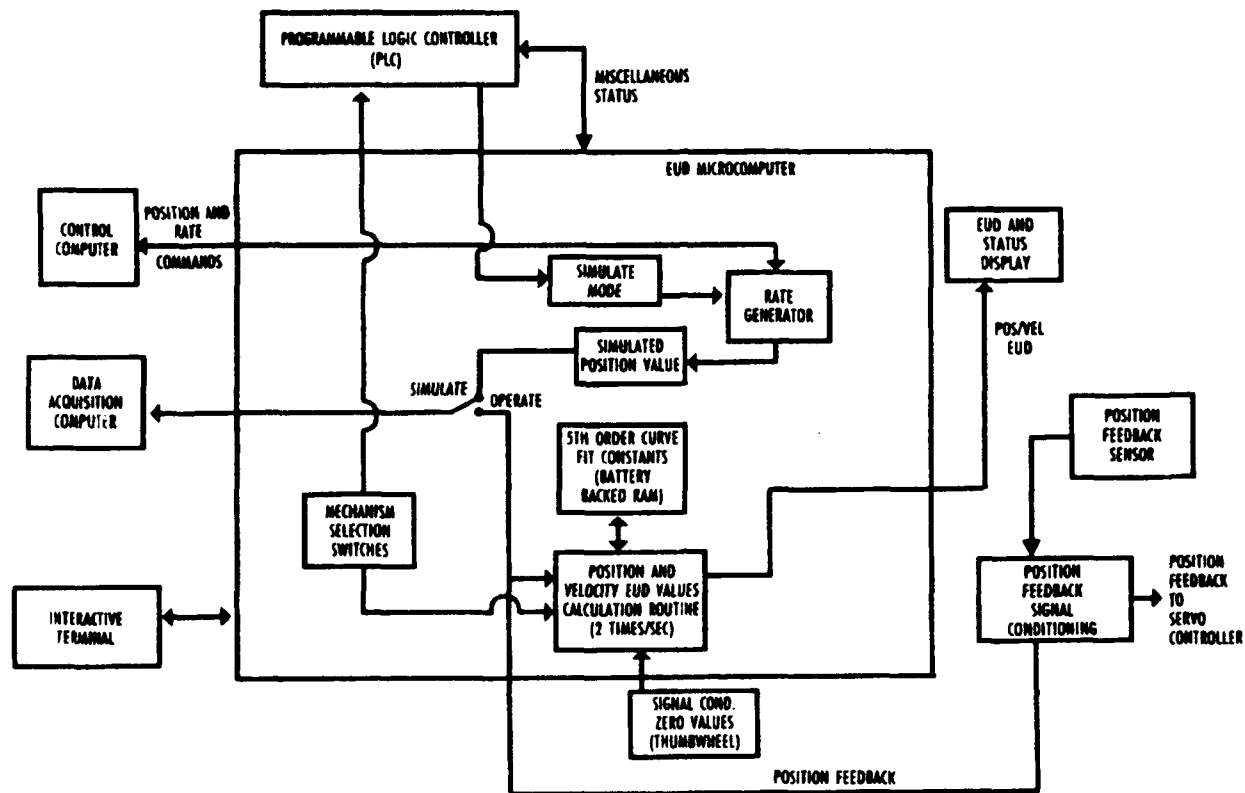 PROGRAMMABLE LOGIC CONTROLLER
(PLC)
MISCELLANEOUS
STATUS
EUD MICROCOMPUTER
CONTROL
COMPUTER
POSITION AND
RATE
COMMANDS
SIMULATE
MODE
RATE
GENERATOR
EUD AND
STATUS
DISPLAY
SIMULATED
POSITION VALUE
POS/VEL
EUD
DATA
ACQUISITION
COMPUTER
SIMULATE
OPERATE
5TH ORDER CURVE
FIT CONSTANTS
(BATTERY
BACKED RAM)
POSITION
FEEDBACK
SENSOR
MECHANISM
SELECTION
SWITCHES
POSITION AND
VELOCITY EUD VALUES
CALCULATION ROUTINE
(2 TIMES/SEC)
POSITION
FEEDBACK
SIGNAL
CONDITIONING
POSITION
FEEDBACK
TO
SERVO
CONTROLLER
INTERACTIVE
TERMINAL
SIGNAL COND.
ZERO VALUES
(THUMBWHEEL)
POSITION FEEDBACK